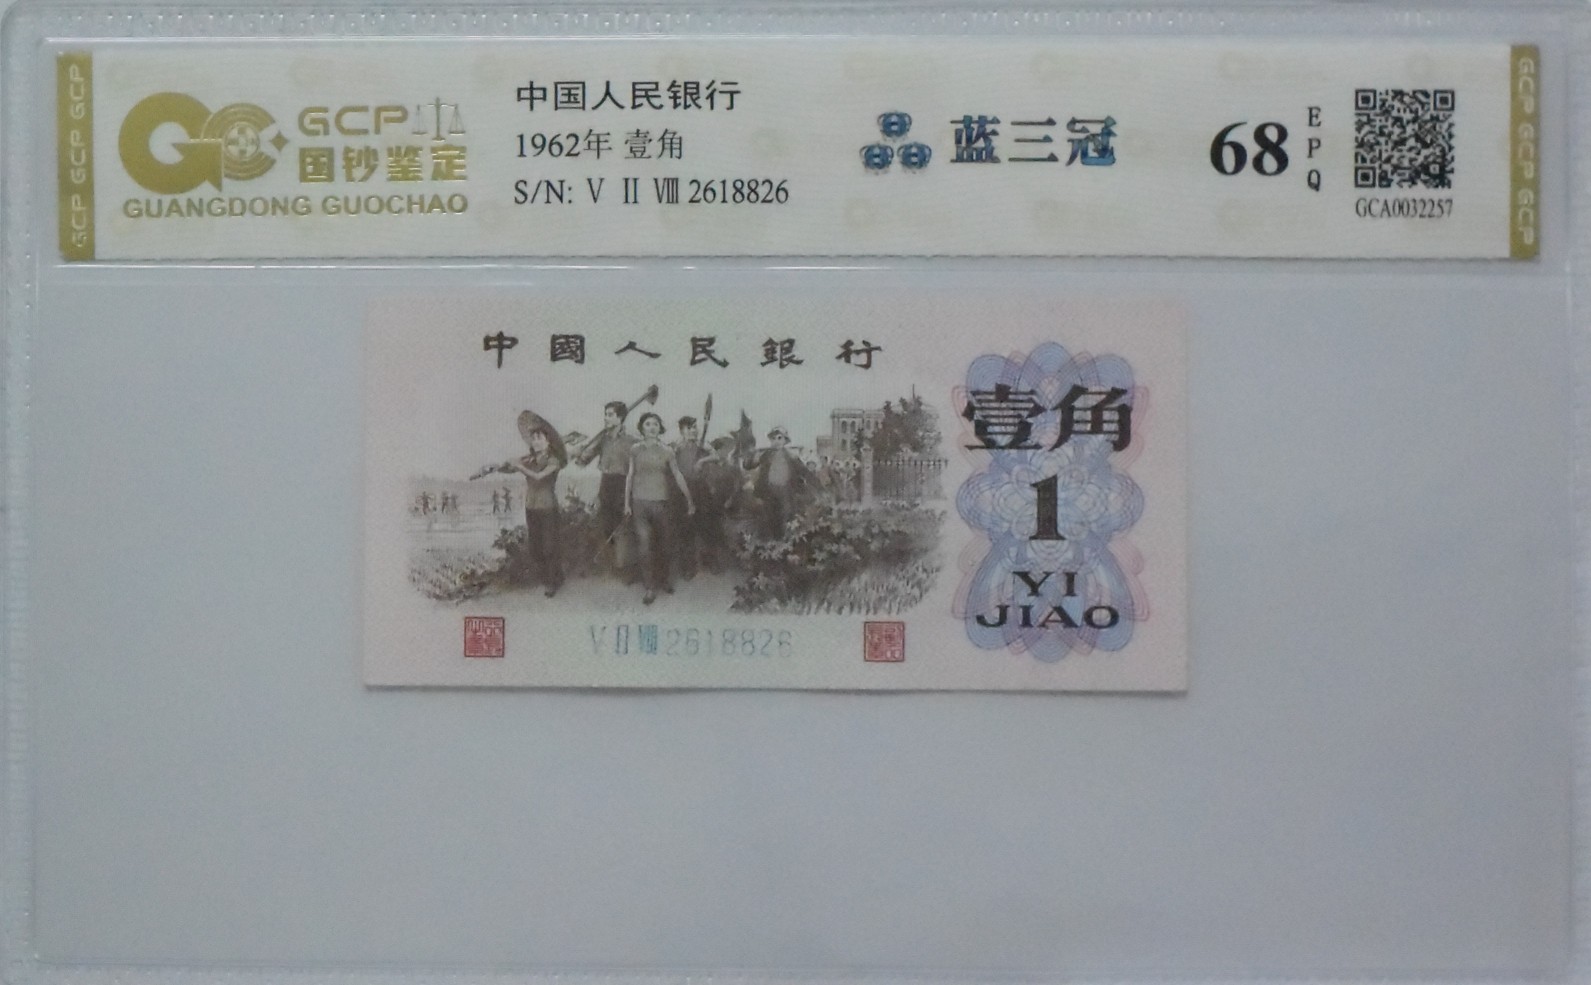 GCP GCP GCP
GCP
国钞鉴定
GUANGDONG GUOCHAO
中国人民银行
1962年 壹角
S/N: Ⅴ Ⅱ Ⅷ 2618826
蓝三冠
68
E
P
Q
GCA0032257
GCP GCP GCP
中國人民銀行
壹角
1
YI
JIAO
Ⅴ Ⅱ Ⅷ 2618826